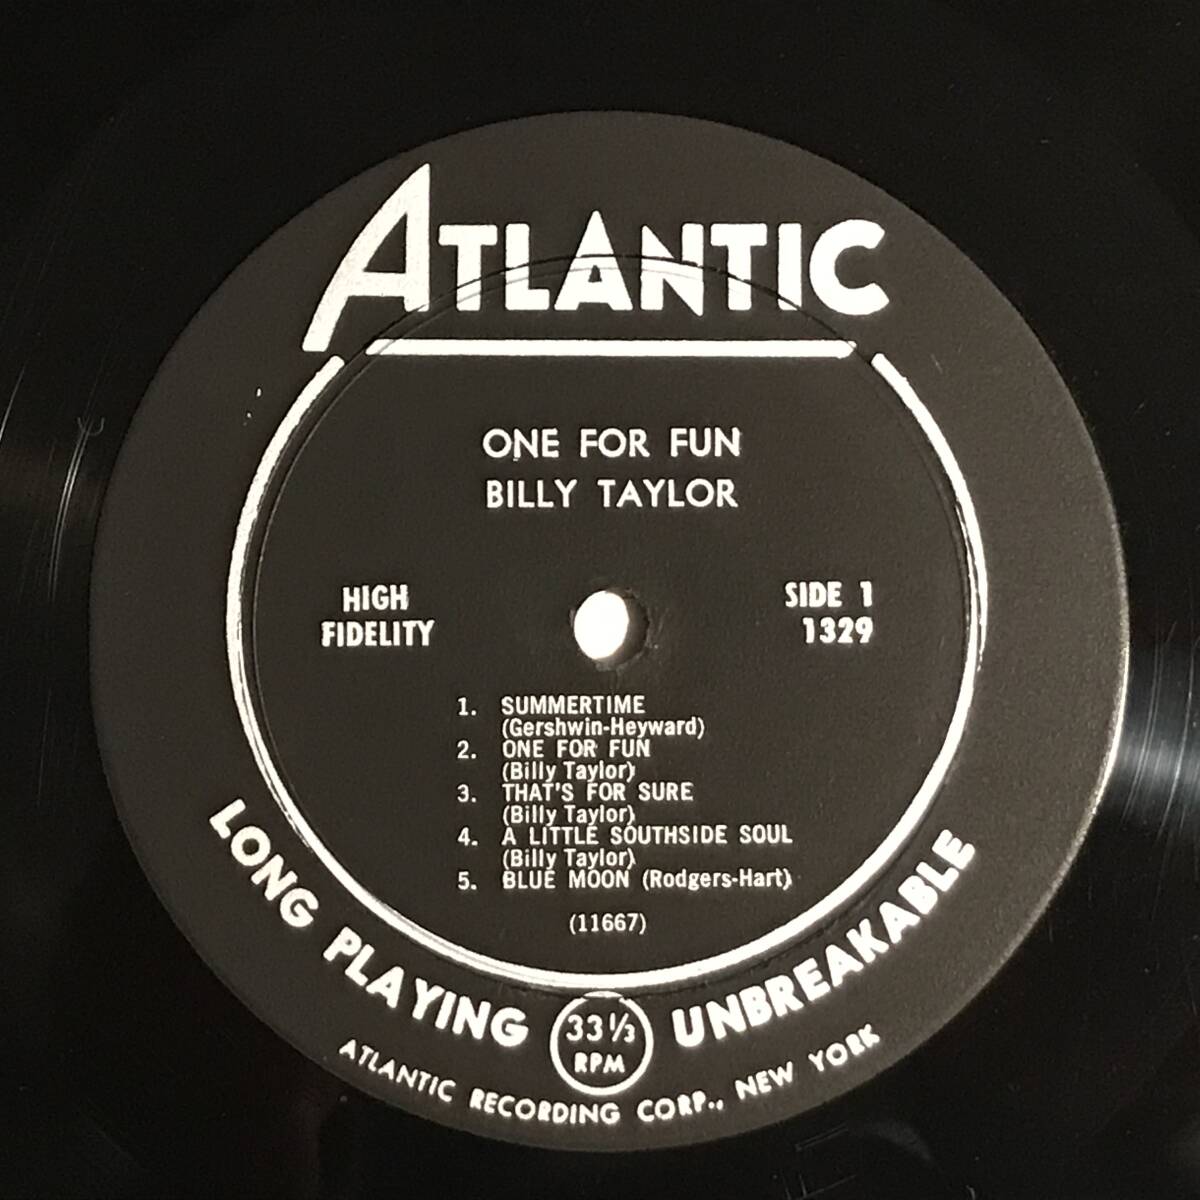 ATLANTIC
ONE FOR FUN
BILLY TAYLOR
HIGH
FIDELITY
SIDE 1
1329
1. SUMMERTIME
(Gershwin-Heyward)
2. ONE FOR FUN
(Billy Taylor)
3. THAT'S FOR SURE
(Billy Taylor)
4. A LITTLE SOUTHSIDE SOUL
(Billy Taylor)
5. BLUE MOON (Rodgers-Hart)
(11667)
LONG PLAYING
33 1/3
RPM
UNBREAKABLE
ATLANTIC RECORDING CORP., NEW YORK